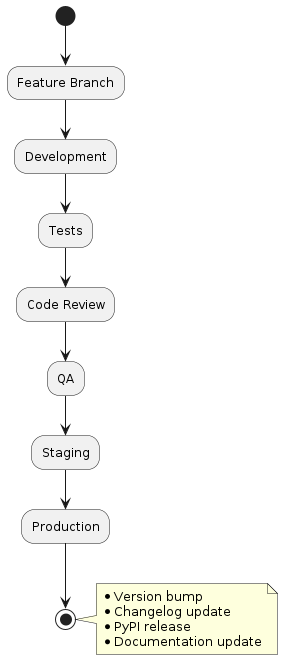 Feature Branch
Development
Tests
Code Review
QA
Staging
Production
• Version bump
• Changelog update
• PyPI release
• Documentation update